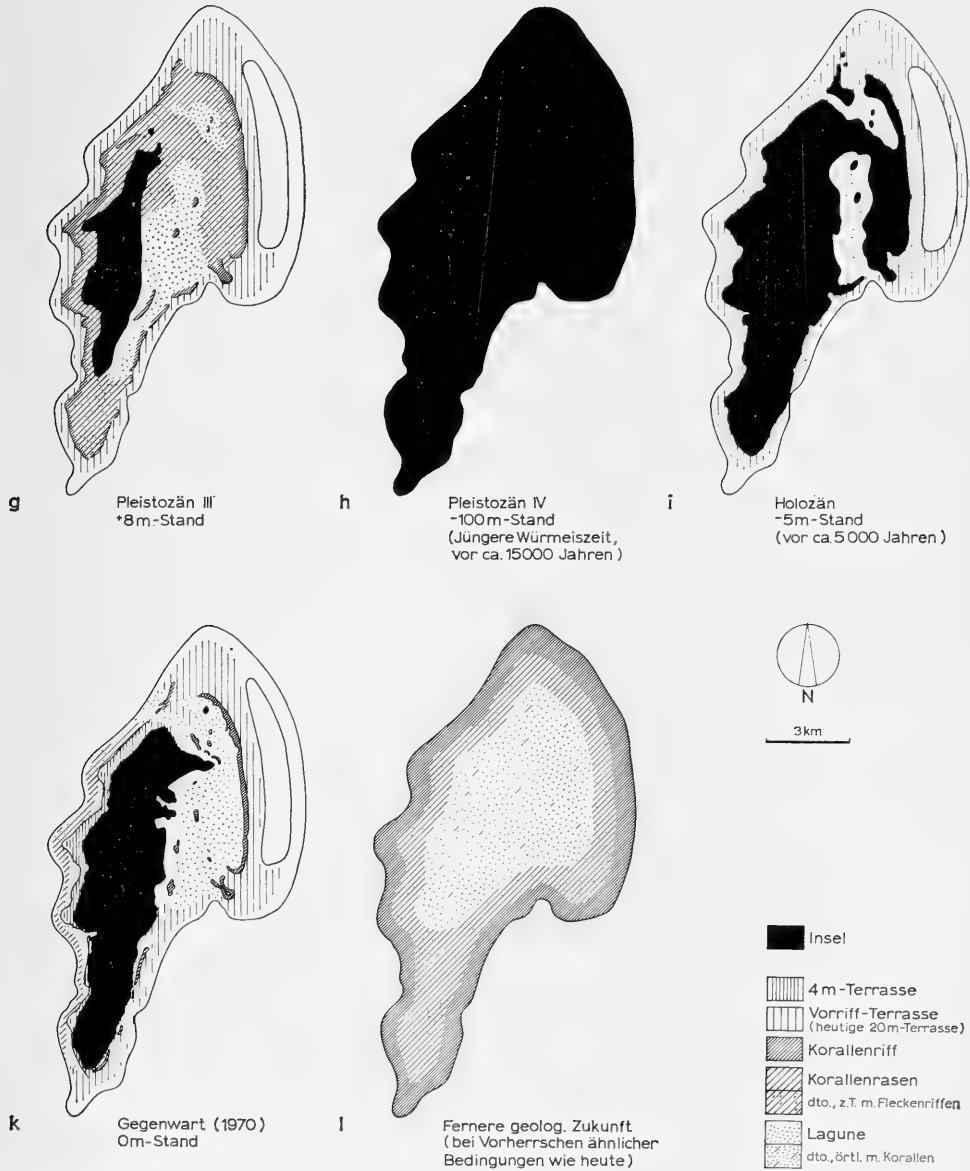 g
Pleistozän III
+8m-Stand
h
Pleistozän IV
-100m-Stand
(Jüngere Würmeiszeit,
vor ca. 15000 Jahren)
i
Holozän
-5m-Stand
(vor ca. 5000 Jahren)
N
3km
k
Gegenwart (1970)
0m-Stand
l
Fernere geolog. Zukunft
(bei Vorherrschen ähnlicher
Bedingungen wie heute)
Insel
4m-Terrasse
Vorriff-Terrasse
(heutige 20m-Terrasse)
Korallenriff
Korallenrasen
dto., z.T. m. Fleckenriffen
Lagune
dto., örtl. m. Korallen